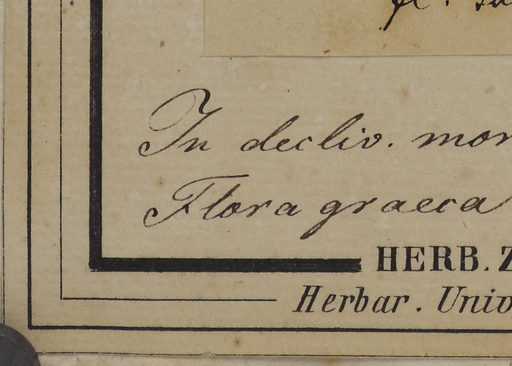 In decliv. mon
Flora graeca
HERB. Z
Herbar. Univ